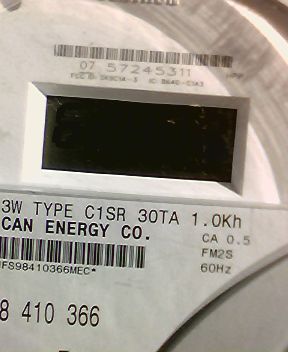 07 57245311
3W TYPE C1SR 30TA 1.0Kh
CAN ENERGY CO.
CA 0.5
FM2S
60Hz
FS98410366MEC*
8 410 366